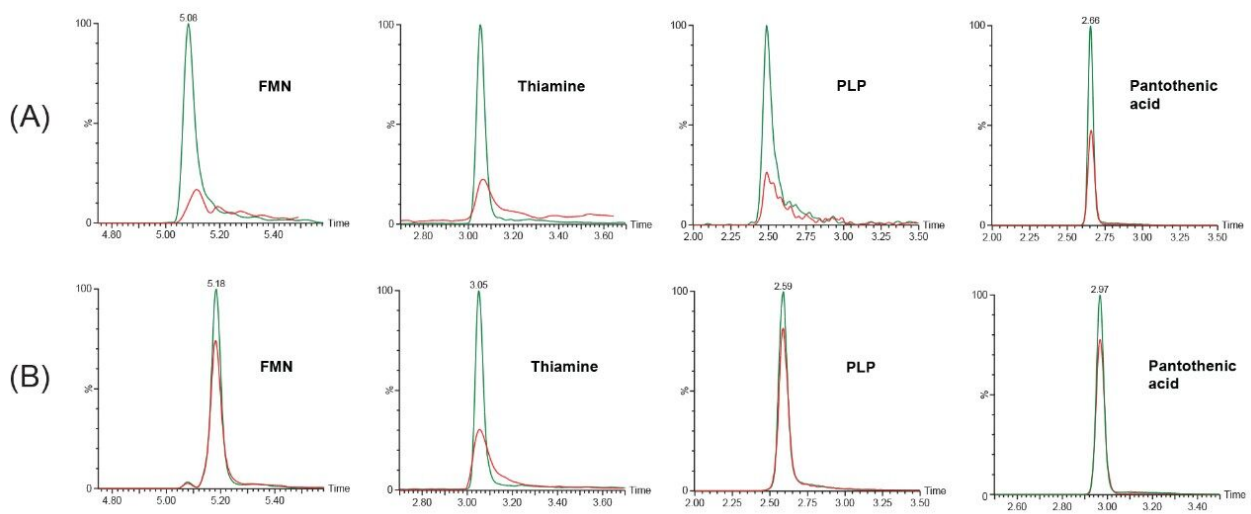 (A)
100
%
0
5.08
FMN
4.80 5.00 5.20 5.40
Time
100
%
0
Thiamine
2.80 3.00 3.20 3.40 3.60
Time
100
%
0
PLP
2.00 2.25 2.50 2.75 3.00 3.25 3.50
Time
100
%
0
2.66
Pantothenic
acid
2.00 2.25 2.50 2.75 3.00 3.25 3.50
Time
(B)
100
%
0
5.18
FMN
4.80 5.00 5.20 5.40
Time
100
%
0
3.05
Thiamine
2.80 3.00 3.20 3.40 3.60
Time
100
%
0
2.59
PLP
2.00 2.25 2.50 2.75 3.00 3.25 3.50
Time
100
%
0
2.97
Pantothenic
acid
2.60 2.80 3.00 3.20 3.40
Time